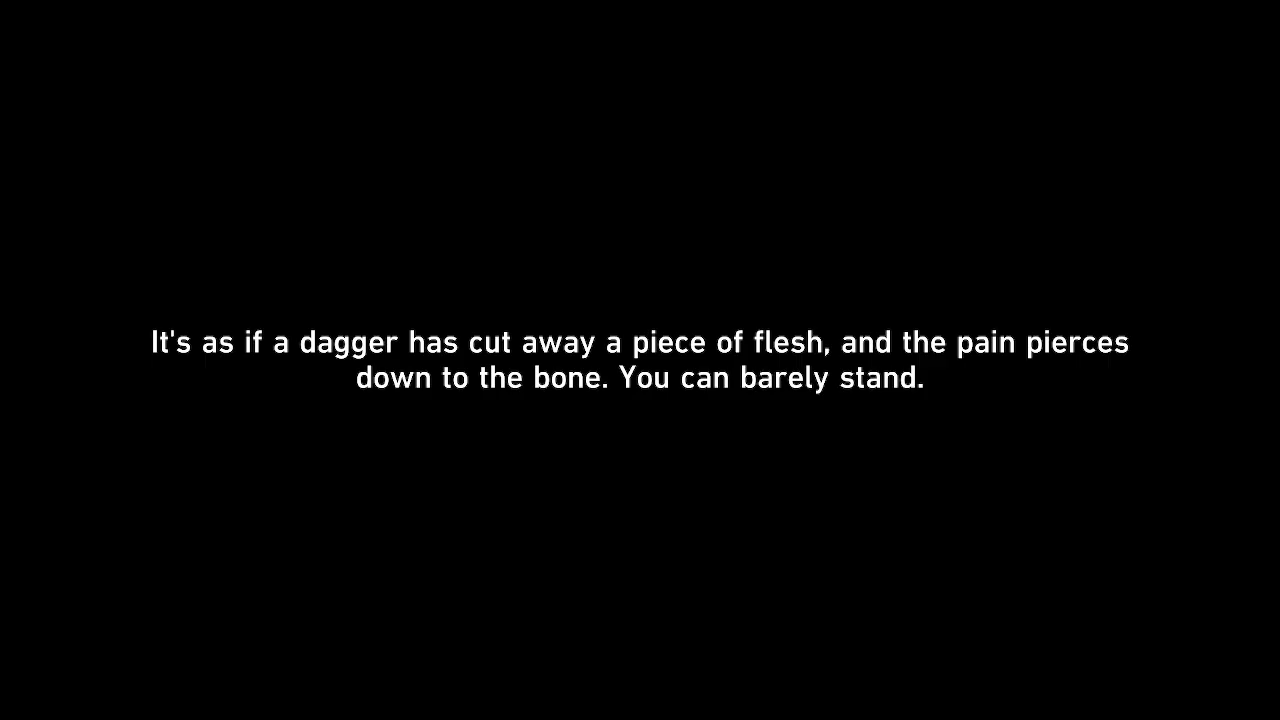 It's as if a dagger has cut away a piece of flesh, and the pain pierces
down to the bone. You can barely stand.